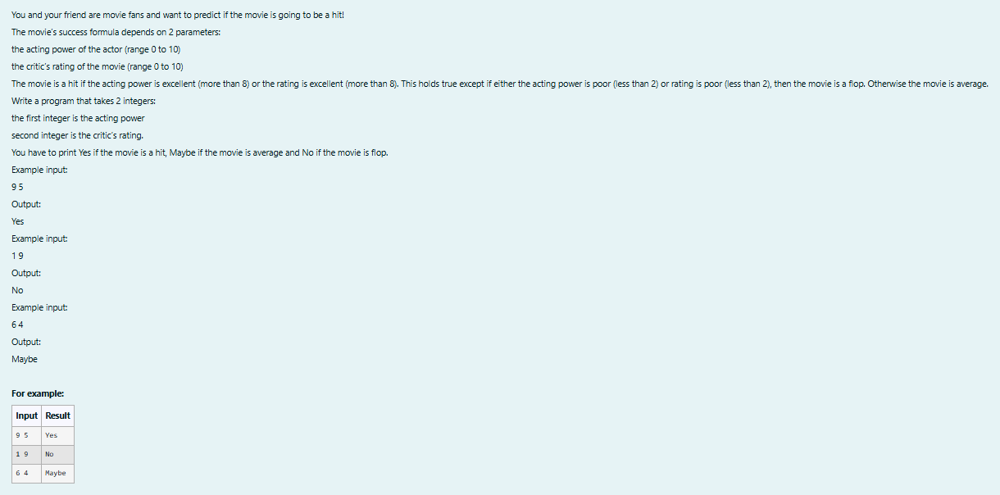 You and your friend are movie fans and want to predict if the movie is going to be a hit!
The movie's success formula depends on 2 parameters:
the acting power of the actor (range 0 to 10)
the critic's rating of the movie (range 0 to 10)
The movie is a hit if the acting power is excellent (more than 8) or the rating is excellent (more than 8). This holds true except if either the acting power is poor (less than 2) or rating is poor (less than 2), then the movie is a flop. Otherwise the movie is average.
Write a program that takes 2 integers:
the first integer is the acting power
second integer is the critic's rating.
You have to print Yes if the movie is a hit, Maybe if the movie is average and No if the movie is flop.
Example input:
9 5
Output:
Yes
Example input:
1 9
Output:
No
Example input:
6 4
Output:
Maybe
For example:
Input Result
9 5 Yes
1 9 No
6 4 Maybe